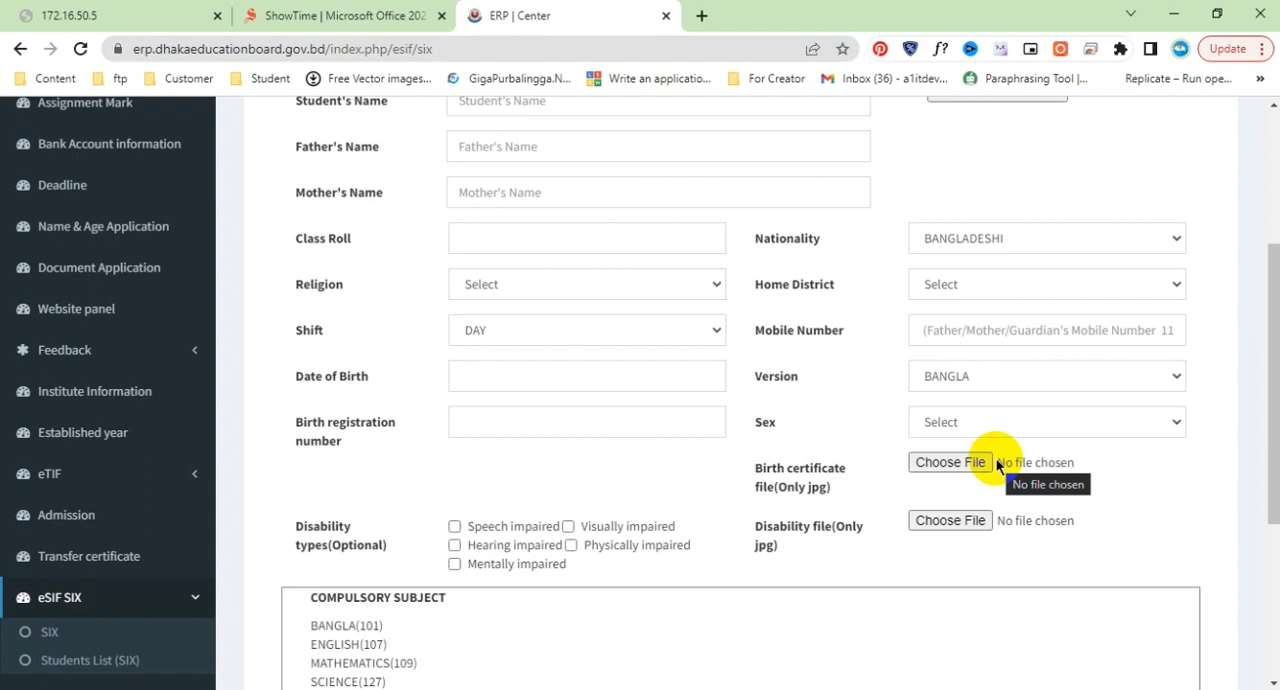 172.16.50.5
ShowTime | Microsoft Office 202
ERP | Center
erp.dhakaeducationboard.gov.bd/index.php/esif/six
Update
Content
ftp
Customer
Student
Free Vector images...
GigaPurbalingga.N...
Write an applicatio...
For Creator
Inbox (36) - a1itdev...
Paraphrasing Tool |...
Replicate – Run ope...
»
Assignment Mark
Bank Account information
Deadline
Name & Age Application
Document Application
Website panel
Feedback
Institute Information
Established year
eTIF
Admission
Transfer certificate
eSIF SIX
SIX
Students List (SIX)
Student's Name
Student's Name
Father's Name
Father's Name
Mother's Name
Mother's Name
Class Roll
Nationality
BANGLADESHI
Religion
Select
Home District
Select
Shift
DAY
Mobile Number
(Father/Mother/Guardian's Mobile Number 11
Date of Birth
Version
BANGLA
Birth registration
number
Sex
Select
Birth certificate
file(Only jpg)
Choose File
No file chosen
No file chosen
Disability
types(Optional)
Speech impaired
Visually impaired
Hearing impaired
Physically impaired
Mentally impaired
Disability file(Only
jpg)
Choose File
No file chosen
COMPULSORY SUBJECT
BANGLA(101)
ENGLISH(107)
MATHEMATICS(109)
SCIENCE(127)